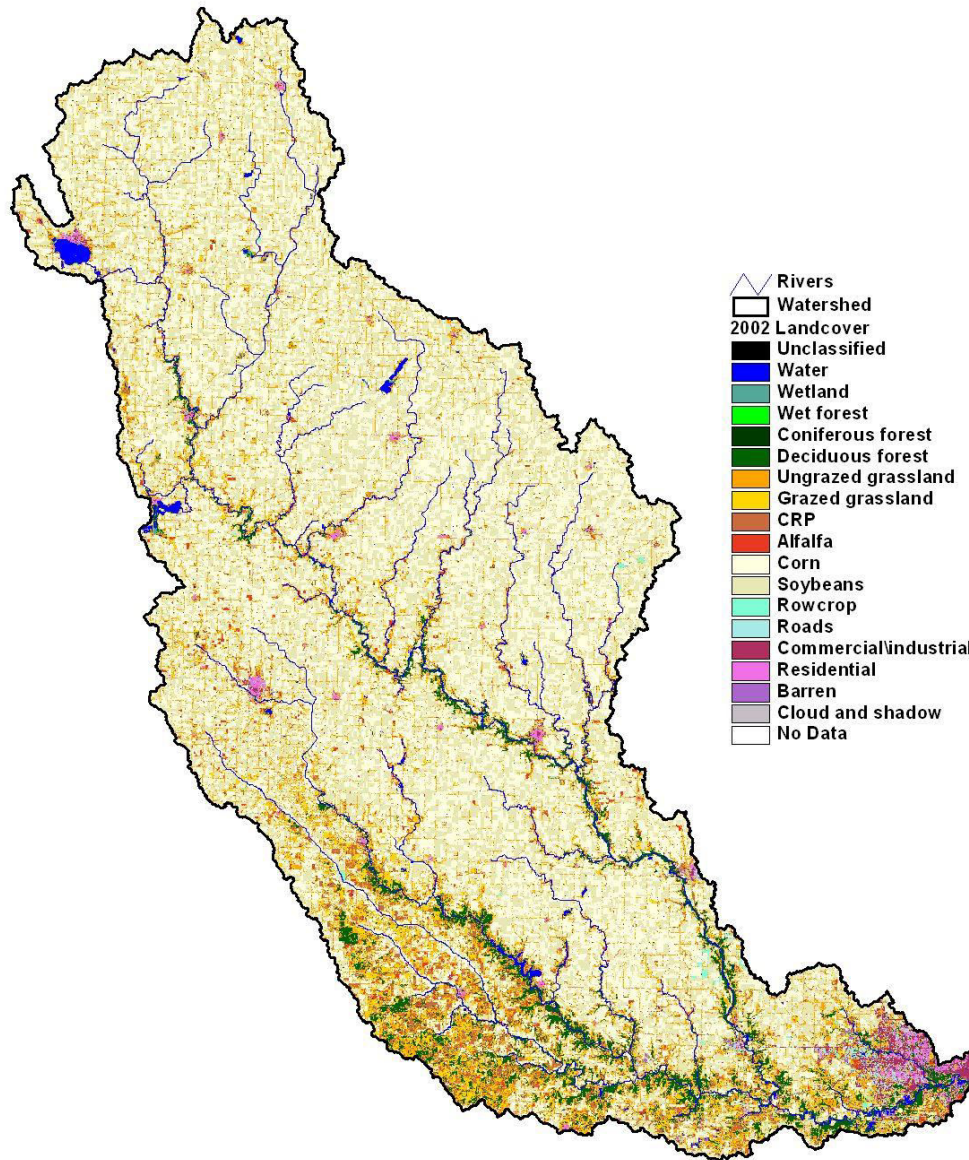 Rivers
Watershed
2002 Landcover
Unclassified
Water
Wetland
Wet forest
Coniferous forest
Deciduous forest
Ungrazed grassland
Grazed grassland
CRP
Alfalfa
Corn
Soybeans
Rowcrop
Roads
Commercial\industrial
Residential
Barren
Cloud and shadow
No Data